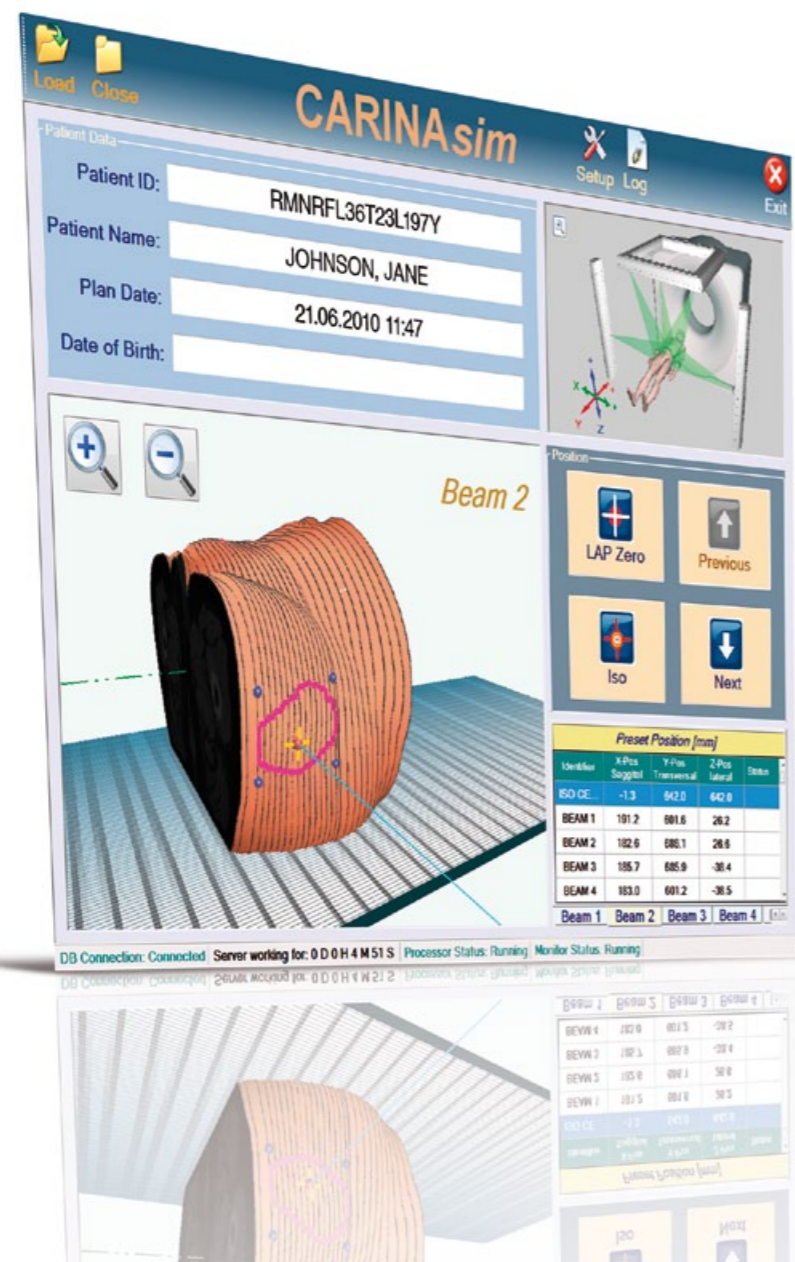 Load Close
CARINAsim
Setup Log
Exit
Patient Data
Patient ID:
RMNRFL36T23L197Y
Patient Name:
JOHNSON, JANE
Plan Date:
21.06.2010 11:47
Date of Birth:
X
Y
Z
Beam 2
Position
LAP Zero
Previous
Iso
Next
Preset Position [mm]
Identifier X-Pos Saggital Y-Pos Transversal Z-Pos lateral Status
ISO CE... -1.3 642.0 642.0
BEAM 1 191.2 601.6 26.2
BEAM 2 182.6 685.1 26.6
BEAM 3 185.7 685.9 -38.4
BEAM 4 183.0 601.2 -38.5
Beam 1 Beam 2 Beam 3 Beam 4
DB Connection: Connected Server working for: 0 D 0 H 4 M 51 S Processor Status: Running Monitor Status: Running